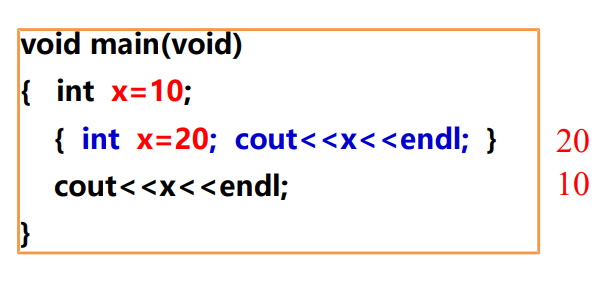 void main(void)
{ int x=10;
{ int x=20; cout<<x<<endl; } 20
cout<<x<<endl; 10
}